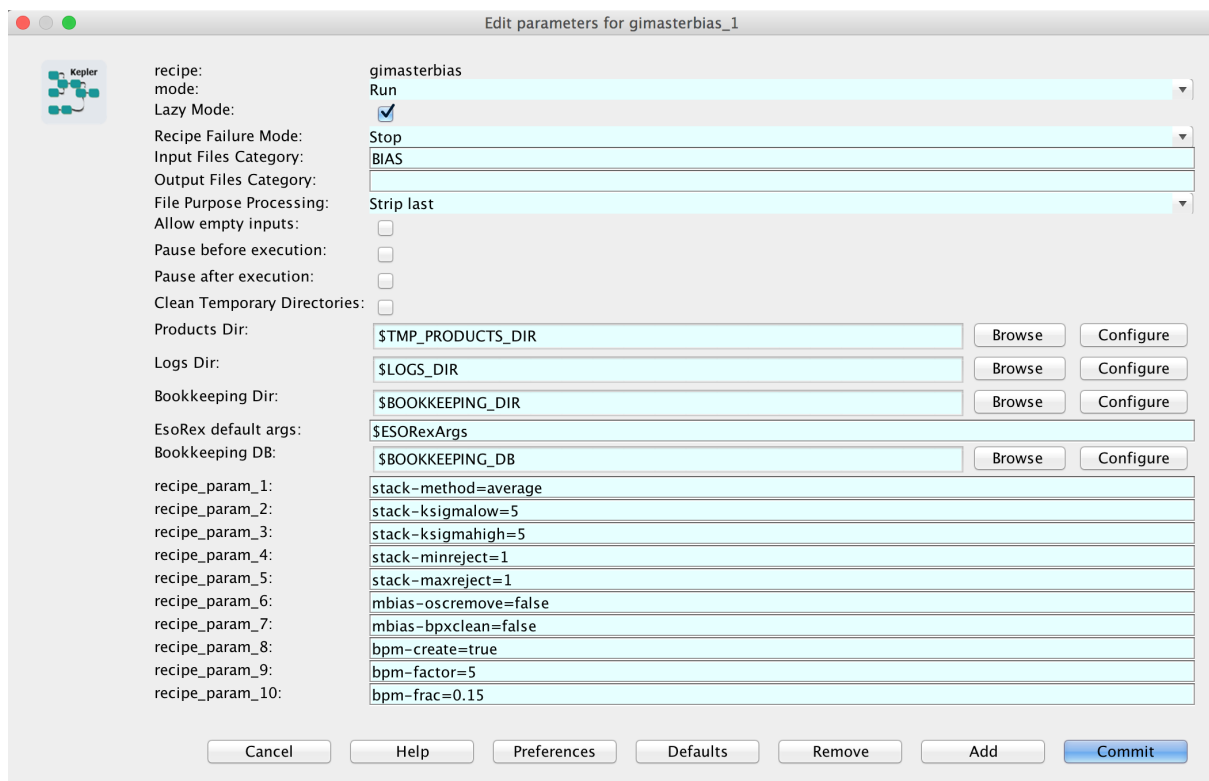 Edit parameters for gimasterbias_1
Kepler
recipe: gimasterbias
mode: Run
Lazy Mode:
Recipe Failure Mode: Stop
Input Files Category: BIAS
Output Files Category:
File Purpose Processing: Strip last
Allow empty inputs:
Pause before execution:
Pause after execution:
Clean Temporary Directories:
Products Dir: $TMP_PRODUCTS_DIR Browse Configure
Logs Dir: $LOGS_DIR Browse Configure
Bookkeeping Dir: $BOOKKEEPING_DIR Browse Configure
EsoRex default args: $ESORexArgs
Bookkeeping DB: $BOOKKEEPING_DB Browse Configure
recipe_param_1: stack-method=average
recipe_param_2: stack-ksigmalow=5
recipe_param_3: stack-ksigmahigh=5
recipe_param_4: stack-minreject=1
recipe_param_5: stack-maxreject=1
recipe_param_6: mbias-oscremove=false
recipe_param_7: mbias-bpxclean=false
recipe_param_8: bpm-create=true
recipe_param_9: bpm-factor=5
recipe_param_10: bpm-frac=0.15
Cancel Help Preferences Defaults Remove Add Commit